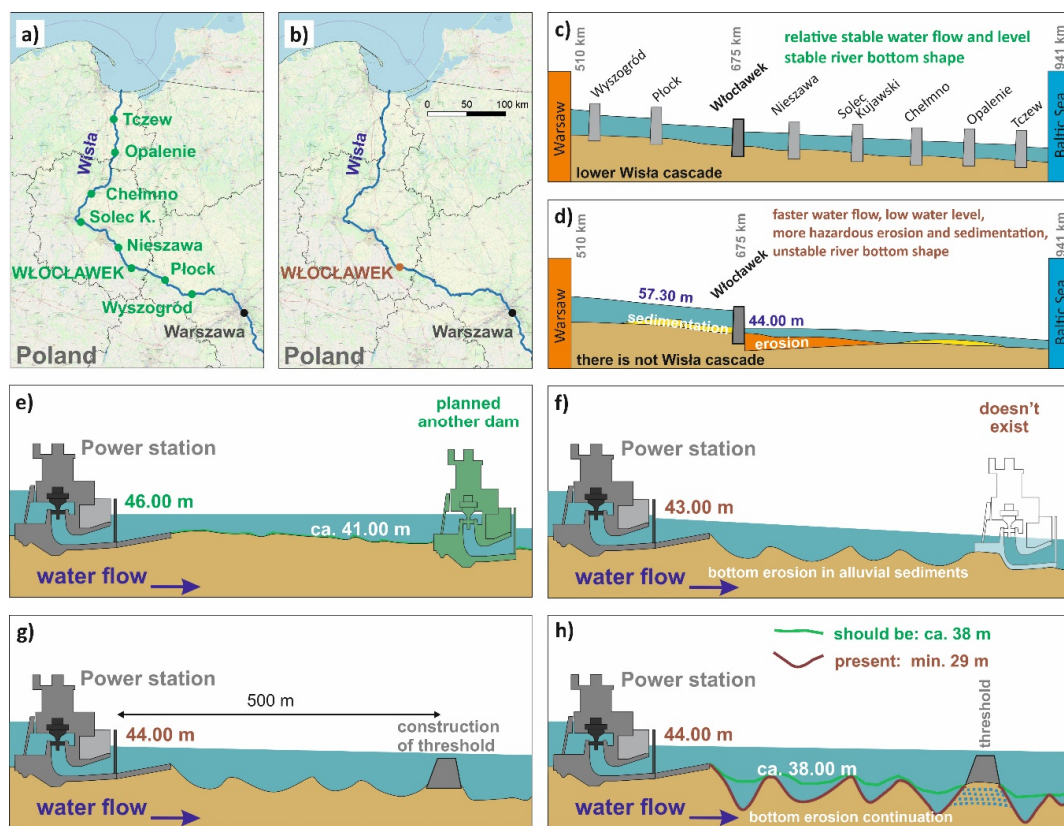 a)
Tczew
Wisła
Opalenie
Chełmno
Solec K.
Nieszawa
WŁOCŁAWEK
Płock
Wyszogród
Warszawa
Poland
b)
0 50 100 km
Wisła
WŁOCŁAWEK
Warszawa
Poland
c)
relative stable water flow and level
stable river bottom shape
510 km
675 km
941 km
Warsaw
Wyszogród
Płock
Włocławek
Nieszawa
Solec
Kujawski
Chełmno
Opalenie
Tczew
Baltic Sea
lower Wisła cascade
d)
faster water flow, low water level,
more hazardous erosion and sedimentation,
unstable river bottom shape
510 km
675 km
941 km
Warsaw
Włocławek
Baltic Sea
57.30 m
44.00 m
sedimentation
erosion
there is not Wisła cascade
e)
planned
another dam
Power station
46.00 m
ca. 41.00 m
water flow
f)
doesn't
exist
Power station
43.00 m
bottom erosion in alluvial sediments
water flow
g)
Power station
500 m
44.00 m
construction
of threshold
water flow
h)
should be: ca. 38 m
present: min. 29 m
Power station
44.00 m
threshold
ca. 38.00 m
water flow
bottom erosion continuation